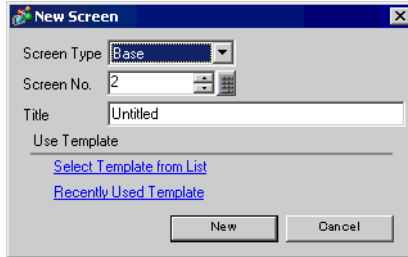 New Screen
Screen Type Base
Screen No. 2
Title Untitled
Use Template
Select Template from List
Recently Used Template
New Cancel